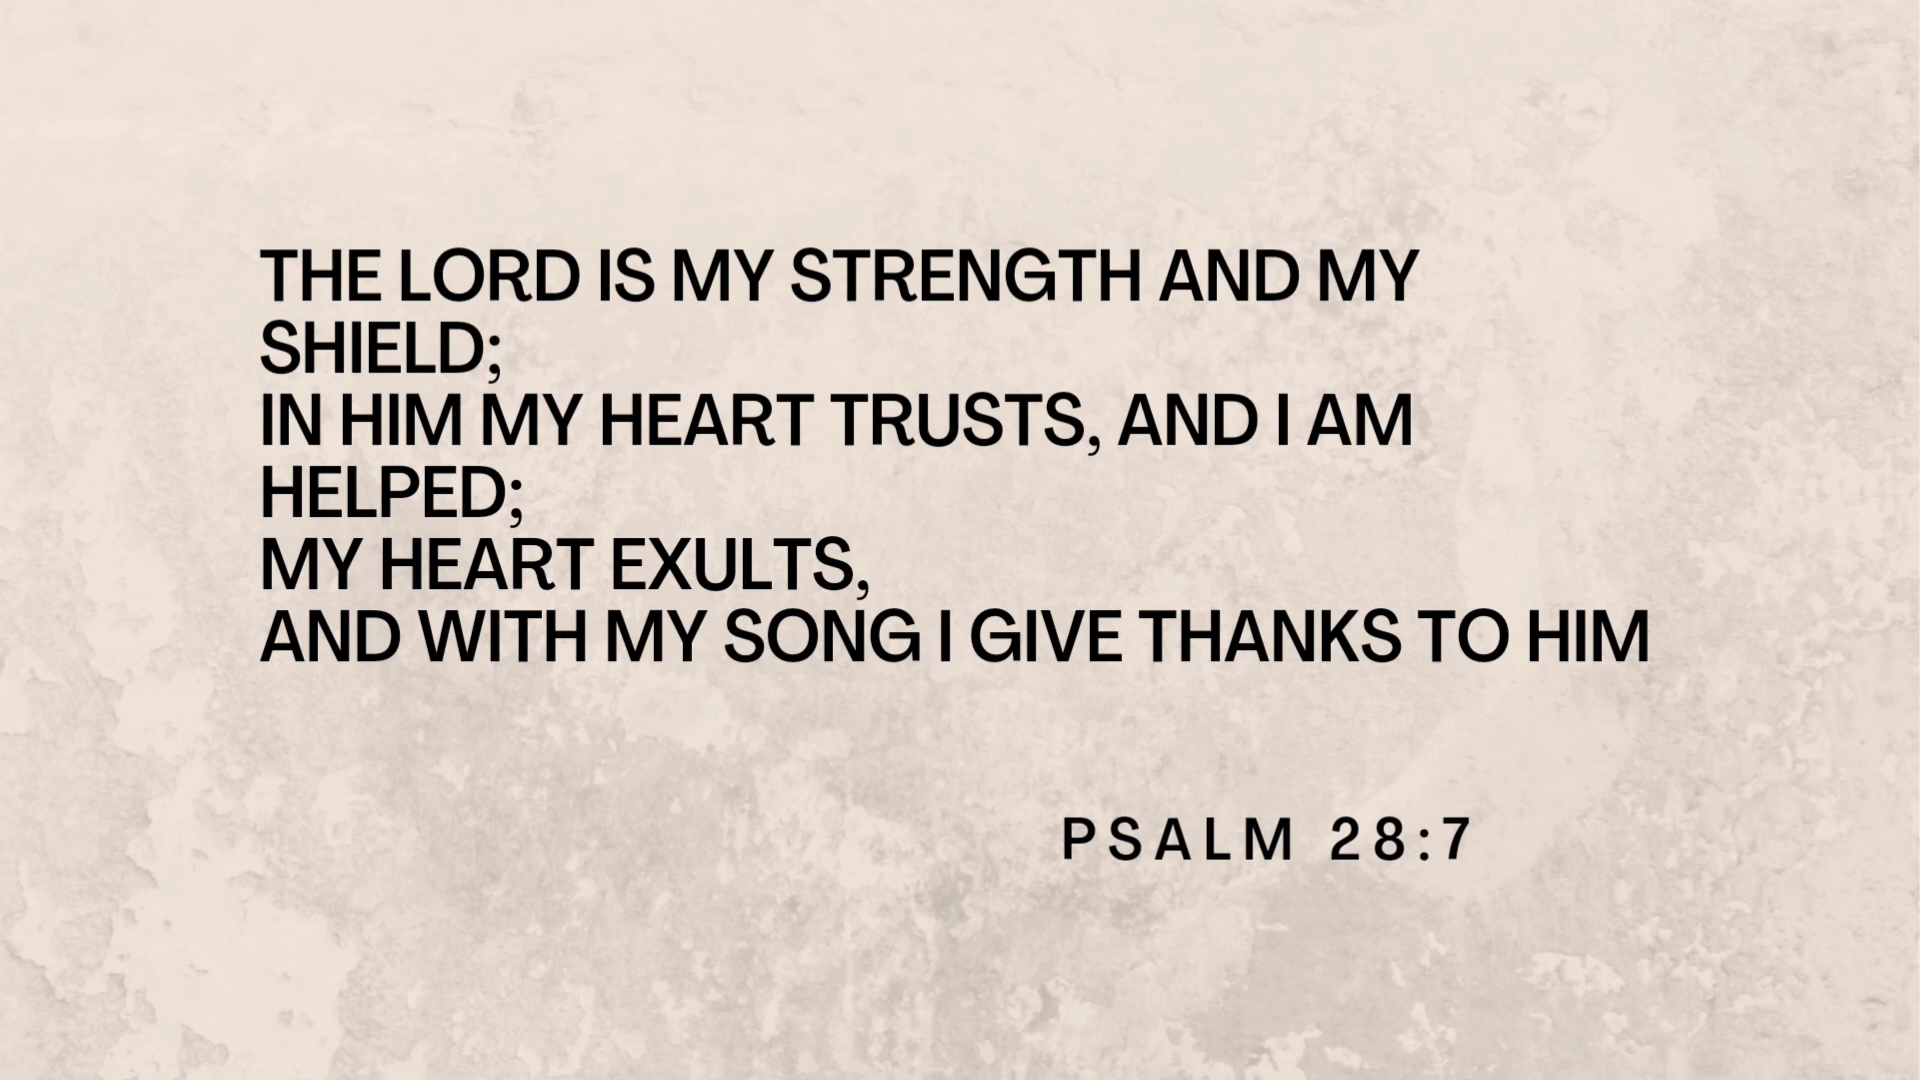 THE LORD IS MY STRENGTH AND MY
SHIELD;
IN HIM MY HEART TRUSTS, AND I AM
HELPED;
MY HEART EXULTS,
AND WITH MY SONG I GIVE THANKS TO HIM
PSALM 28:7